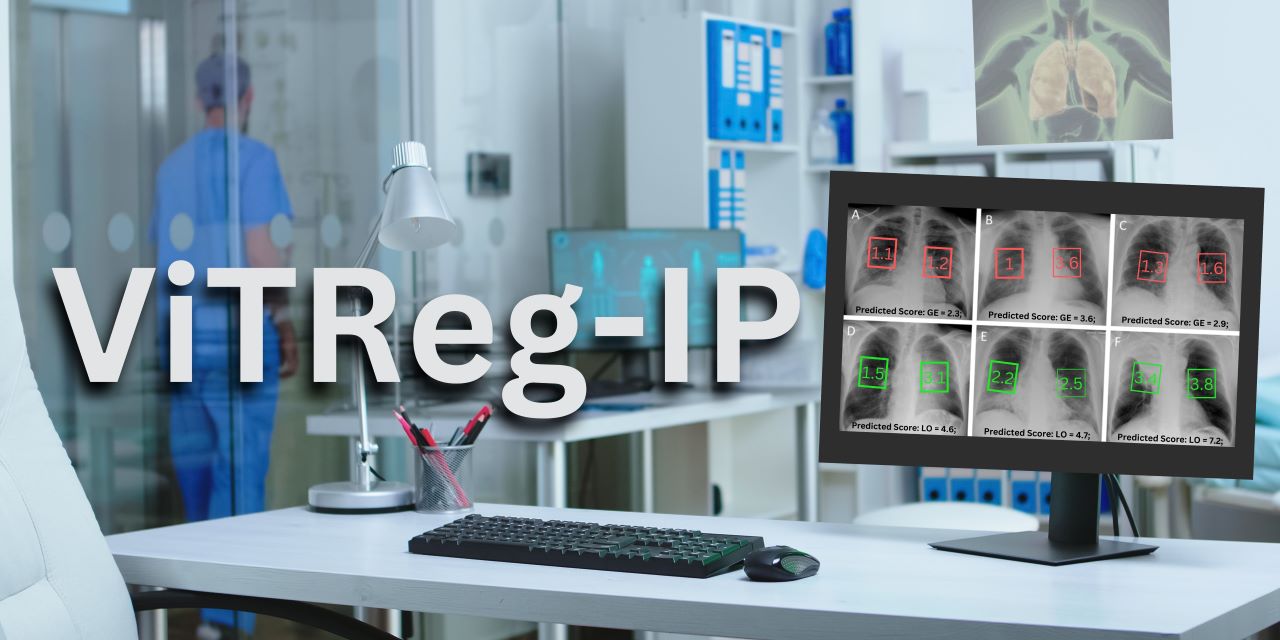 ViTReg-IP
A
1.1
1.2
Predicted Score: GE = 2.3;
B
1
3.6
Predicted Score: GE = 3.6;
C
1.3
1.6
Predicted Score: GE = 2.9;
D
1.5
3.1
Predicted Score: LO = 4.6;
E
2.2
2.5
Predicted Score: LO = 4.7;
F
3.4
3.8
Predicted Score: LO = 7.2;